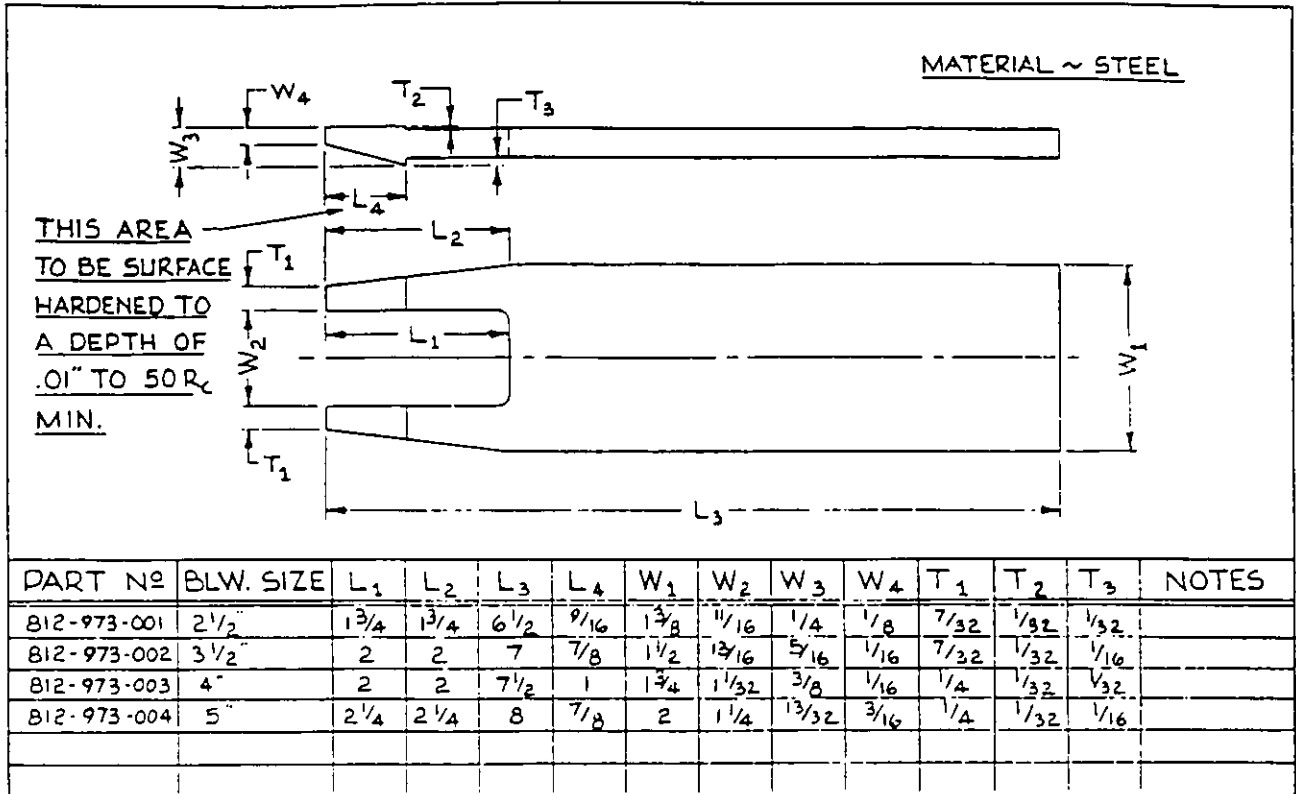 MATERIAL ~ STEEL
W4
T2
T3
W3
L4
THIS AREA
TO BE SURFACE
HARDENED TO
A DEPTH OF
.01" TO 50 RC
MIN.
L2
T1
L1
W2
W1
T1
L3
PART Nº BLW. SIZE L1 L2 L3 L4 W1 W2 W3 W4 T1 T2 T3 NOTES
812-973-001 2 1/2" 1 3/4 1 3/4 6 1/2 9/16 1 3/8 11/16 1/4 1/8 7/32 1/32 1/32
812-973-002 3 1/2" 2 2 7 7/8 1 1/2 13/16 5/16 1/16 7/32 1/32 1/16
812-973-003 4" 2 2 7 1/2 1 1 3/4 1 1/32 3/8 1/16 1/4 1/32 1/32
812-973-004 5" 2 1/4 2 1/4 8 7/8 2 1 1/4 13/32 3/16 1/4 1/32 1/16